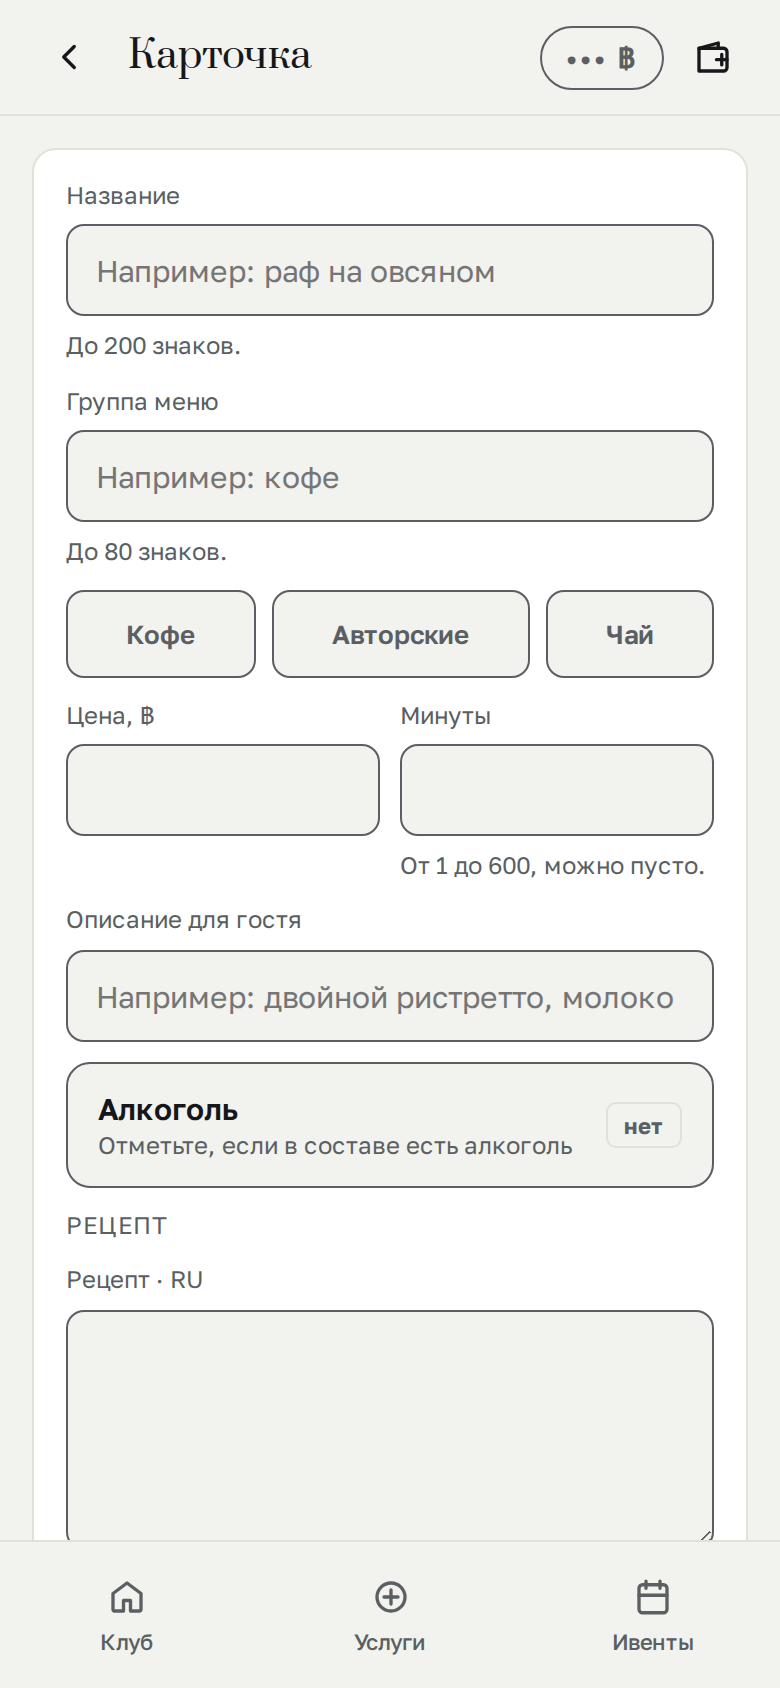 Карточка
••• ฿
Название
Например: раф на овсяном
До 200 знаков.
Группа меню
Например: кофе
До 80 знаков.
Кофе
Авторские
Чай
Цена, ฿
Минуты
От 1 до 600, можно пусто.
Описание для гостя
Например: двойной ристретто, молоко
Алкоголь
Отметьте, если в составе есть алкоголь
нет
РЕЦЕПТ
Рецепт · RU
Клуб
Услуги
Ивенты